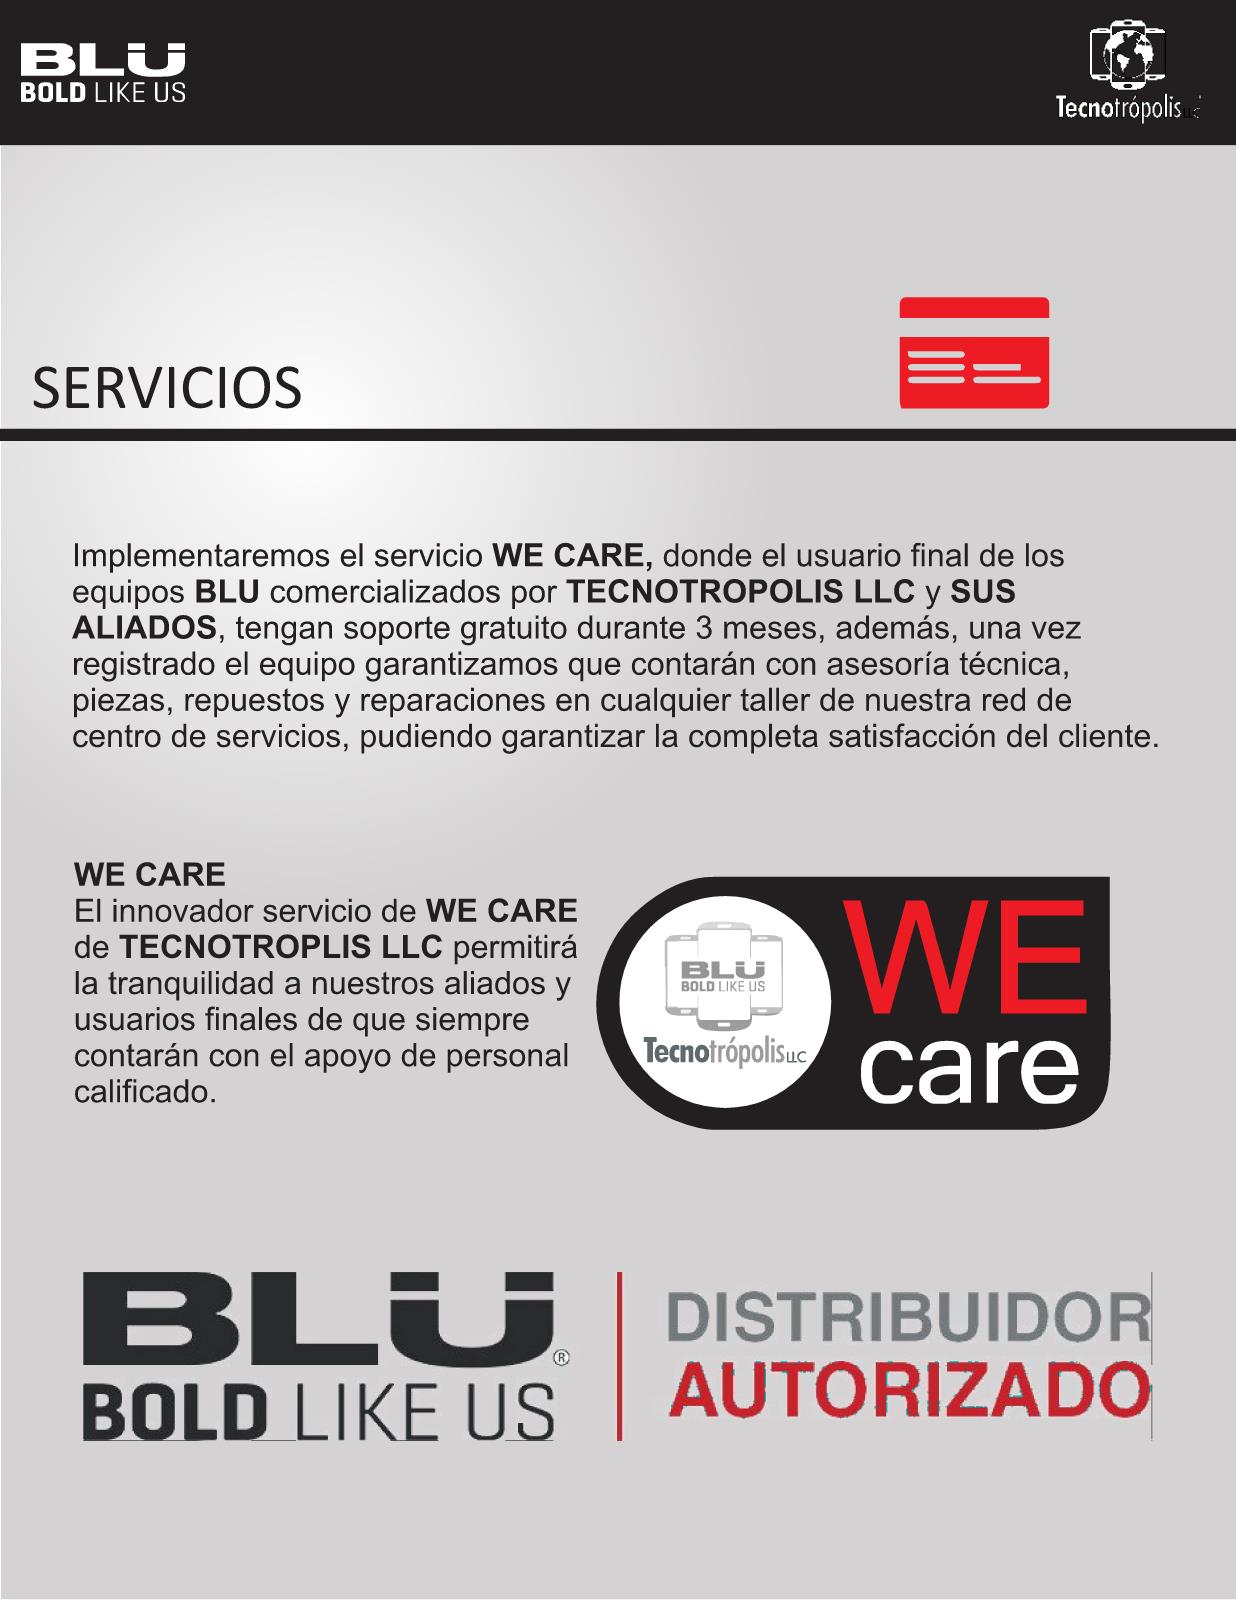 BLU
BOLD LIKE US
Tecnotrópolis LLC
SERVICIOS
Implementaremos el servicio WE CARE, donde el usuario final de los
equipos BLU comercializados por TECNOTROPOLIS LLC y SUS
ALIADOS, tengan soporte gratuito durante 3 meses, además, una vez
registrado el equipo garantizamos que contarán con asesoría técnica,
piezas, repuestos y reparaciones en cualquier taller de nuestra red de
centro de servicios, pudiendo garantizar la completa satisfacción del cliente.
WE CARE
El innovador servicio de WE CARE
de TECNOTROPLIS LLC permitirá
la tranquilidad a nuestros aliados y
usuarios finales de que siempre
contarán con el apoyo de personal
calificado.
BLU
BOLD LIKE US
Tecnotrópolis LLC
WE
care
BLU®
BOLD LIKE US
DISTRIBUIDOR
AUTORIZADO